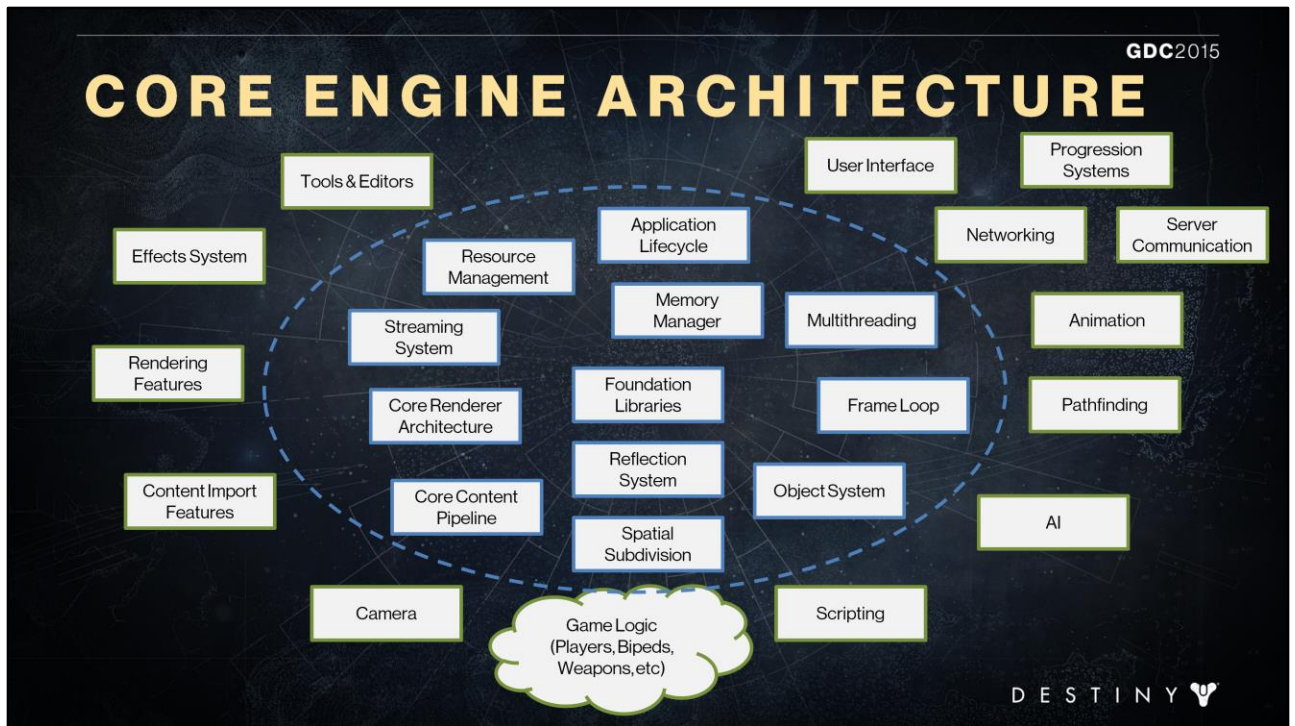 GDC2015
CORE ENGINE ARCHITECTURE
Tools & Editors
User Interface
Progression
Systems
Effects System
Resource
Management
Application
Lifecycle
Networking
Server
Communication
Streaming
System
Memory
Manager
Multithreading
Animation
Rendering
Features
Core Renderer
Architecture
Foundation
Libraries
Frame Loop
Pathfinding
Content Import
Features
Core Content
Pipeline
Reflection
System
Object System
Spatial
Subdivision
AI
Camera
Game Logic
(Players, Bipeds,
Weapons, etc)
Scripting
DESTINY